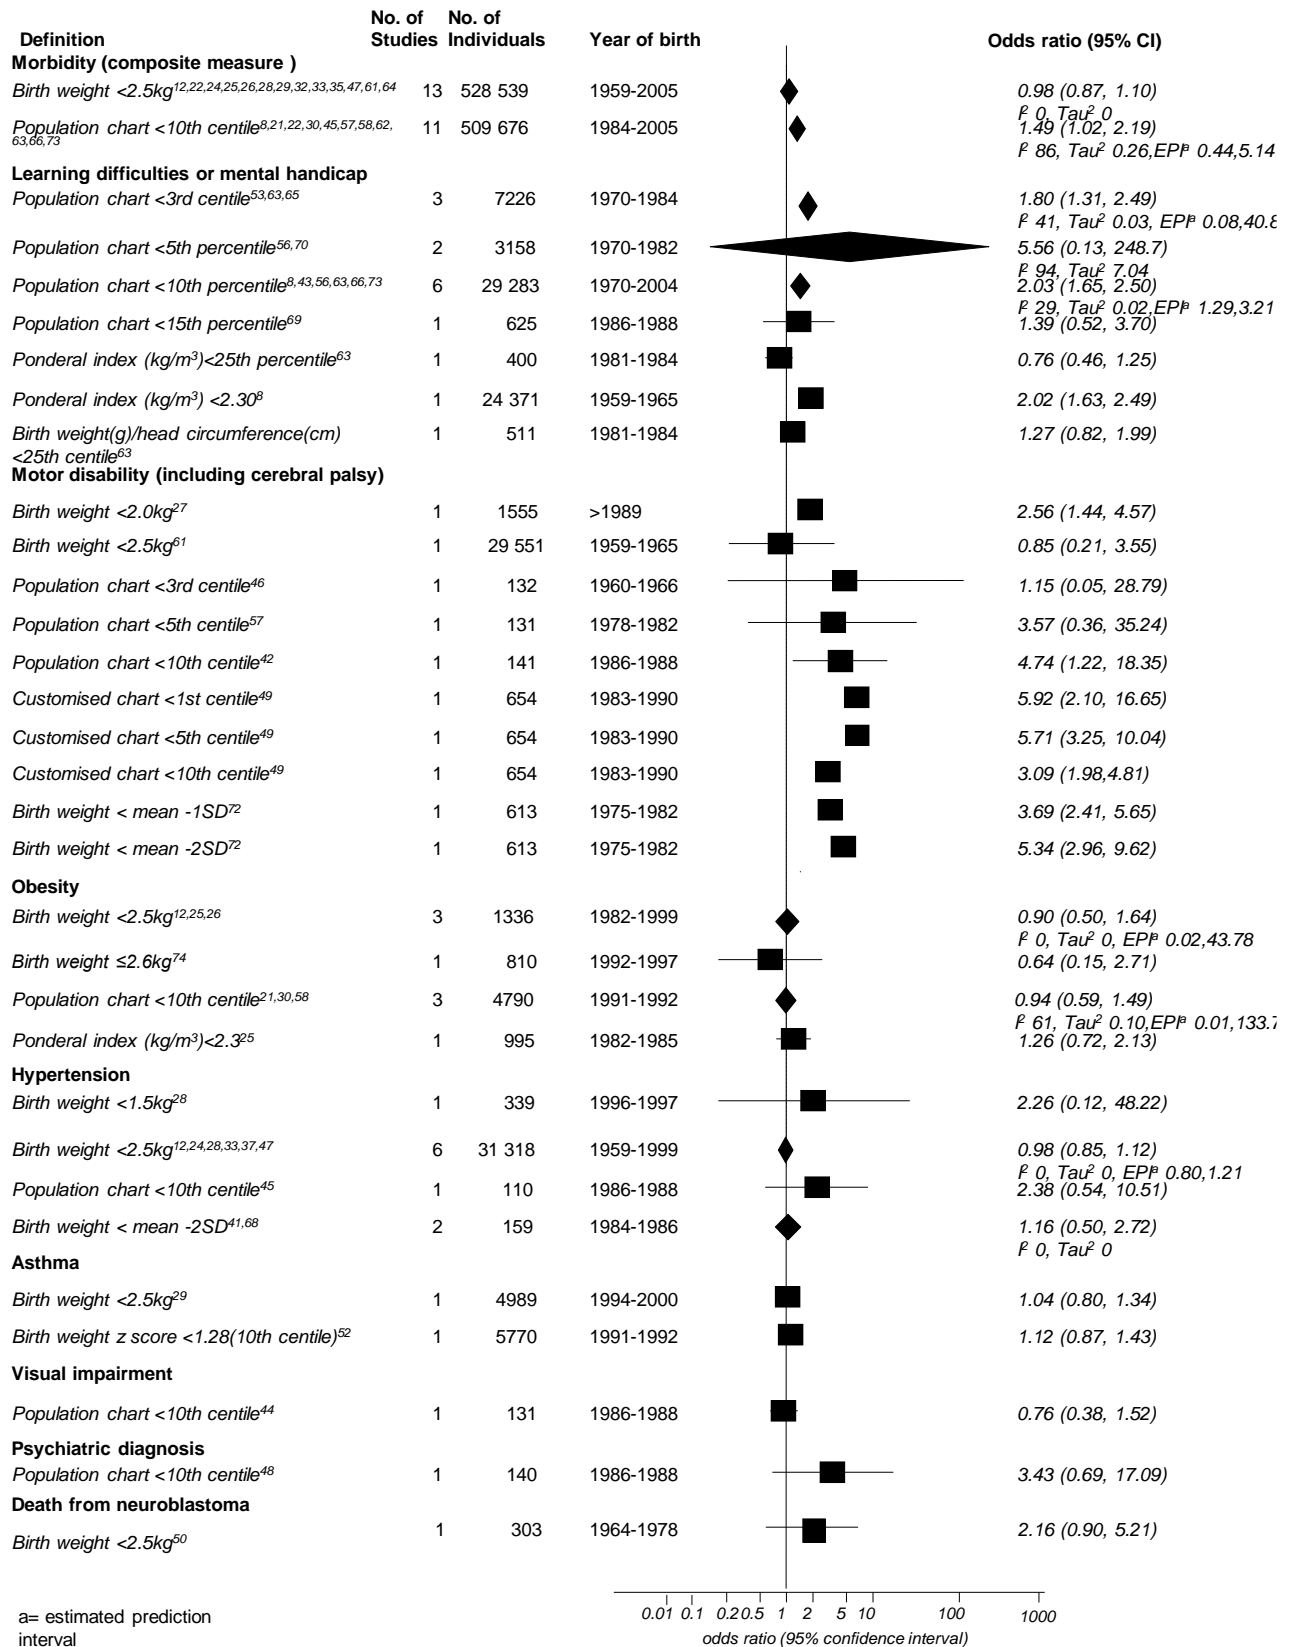 No. of No. of
Definition Studies Individuals Year of birth Odds ratio (95% CI)
Morbidity (composite measure )
Birth weight <2.5kg12,22,24,25,26,28,29,32,33,35,47,61,64 13 528 539 1959-2005 0.98 (0.87, 1.10)
I² 0, Tau² 0
Population chart <10th centile8,21,22,30,45,57,58,62, 11 509 676 1984-2005 1.49 (1.02, 2.19)
63,66,73
I² 86, Tau² 0.26,EPIª 0.44,5.14
Learning difficulties or mental handicap
Population chart <3rd centile53,63,65 3 7226 1970-1984 1.80 (1.31, 2.49)
I² 41, Tau² 0.03, EPIª 0.08,40.8
Population chart <5th percentile56,70 2 3158 1970-1982 5.56 (0.13, 248.7)
I² 94, Tau² 7.04
Population chart <10th percentile8,43,56,63,66,73 6 29 283 1970-2004 2.03 (1.65, 2.50)
I² 29, Tau² 0.02,EPIª 1.29,3.21
Population chart <15th percentile69 1 625 1986-1988 1.39 (0.52, 3.70)
Ponderal index (kg/m³)<25th percentile63 1 400 1981-1984 0.76 (0.46, 1.25)
Ponderal index (kg/m³) <2.308 1 24 371 1959-1965 2.02 (1.63, 2.49)
Birth weight(g)/head circumference(cm) 1 511 1981-1984 1.27 (0.82, 1.99)
<25th centile63
Motor disability (including cerebral palsy)
Birth weight <2.0kg27 1 1555 >1989 2.56 (1.44, 4.57)
Birth weight <2.5kg61 1 29 551 1959-1965 0.85 (0.21, 3.55)
Population chart <3rd centile46 1 132 1960-1966 1.15 (0.05, 28.79)
Population chart <5th centile57 1 131 1978-1982 3.57 (0.36, 35.24)
Population chart <10th centile42 1 141 1986-1988 4.74 (1.22, 18.35)
Customised chart <1st centile49 1 654 1983-1990 5.92 (2.10, 16.65)
Customised chart <5th centile49 1 654 1983-1990 5.71 (3.25, 10.04)
Customised chart <10th centile49 1 654 1983-1990 3.09 (1.98,4.81)
Birth weight < mean -1SD72 1 613 1975-1982 3.69 (2.41, 5.65)
Birth weight < mean -2SD72 1 613 1975-1982 5.34 (2.96, 9.62)
Obesity
Birth weight <2.5kg12,25,26 3 1336 1982-1999 0.90 (0.50, 1.64)
I² 0, Tau² 0, EPIª 0.02,43.78
Birth weight ≤2.6kg74 1 810 1992-1997 0.64 (0.15, 2.71)
Population chart <10th centile21,30,58 3 4790 1991-1992 0.94 (0.59, 1.49)
I² 61, Tau² 0.10,EPIª 0.01,133.7
Ponderal index (kg/m³)<2.325 1 995 1982-1985 1.26 (0.72, 2.13)
Hypertension
Birth weight <1.5kg28 1 339 1996-1997 2.26 (0.12, 48.22)
Birth weight <2.5kg12,24,28,33,37,47 6 31 318 1959-1999 0.98 (0.85, 1.12)
I² 0, Tau² 0, EPIª 0.80,1.21
Population chart <10th centile45 1 110 1986-1988 2.38 (0.54, 10.51)
Birth weight < mean -2SD41,68 2 159 1984-1986 1.16 (0.50, 2.72)
I² 0, Tau² 0
Asthma
Birth weight <2.5kg29 1 4989 1994-2000 1.04 (0.80, 1.34)
Birth weight z score <1.28(10th centile)52 1 5770 1991-1992 1.12 (0.87, 1.43)
Visual impairment
Population chart <10th centile44 1 131 1986-1988 0.76 (0.38, 1.52)
Psychiatric diagnosis
Population chart <10th centile48 1 140 1986-1988 3.43 (0.69, 17.09)
Death from neuroblastoma
Birth weight <2.5kg50 1 303 1964-1978 2.16 (0.90, 5.21)
0.01 0.1 0.2 0.5 1 2 5 10 100 1000
a= estimated prediction
interval
odds ratio (95% confidence interval)